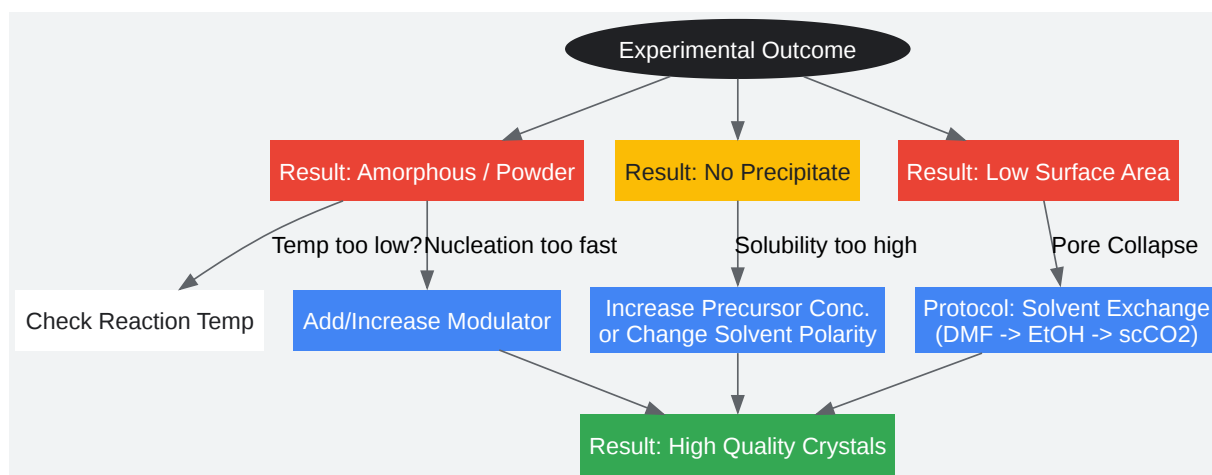 Experimental Outcome
Result: Amorphous / Powder
Result: No Precipitate
Result: Low Surface Area
Temp too low?
Nucleation too fast
Solubility too high
Pore Collapse
Check Reaction Temp
Add/Increase Modulator
Increase Precursor Conc.
or Change Solvent Polarity
Protocol: Solvent Exchange
(DMF -> EtOH -> scCO2)
Result: High Quality Crystals